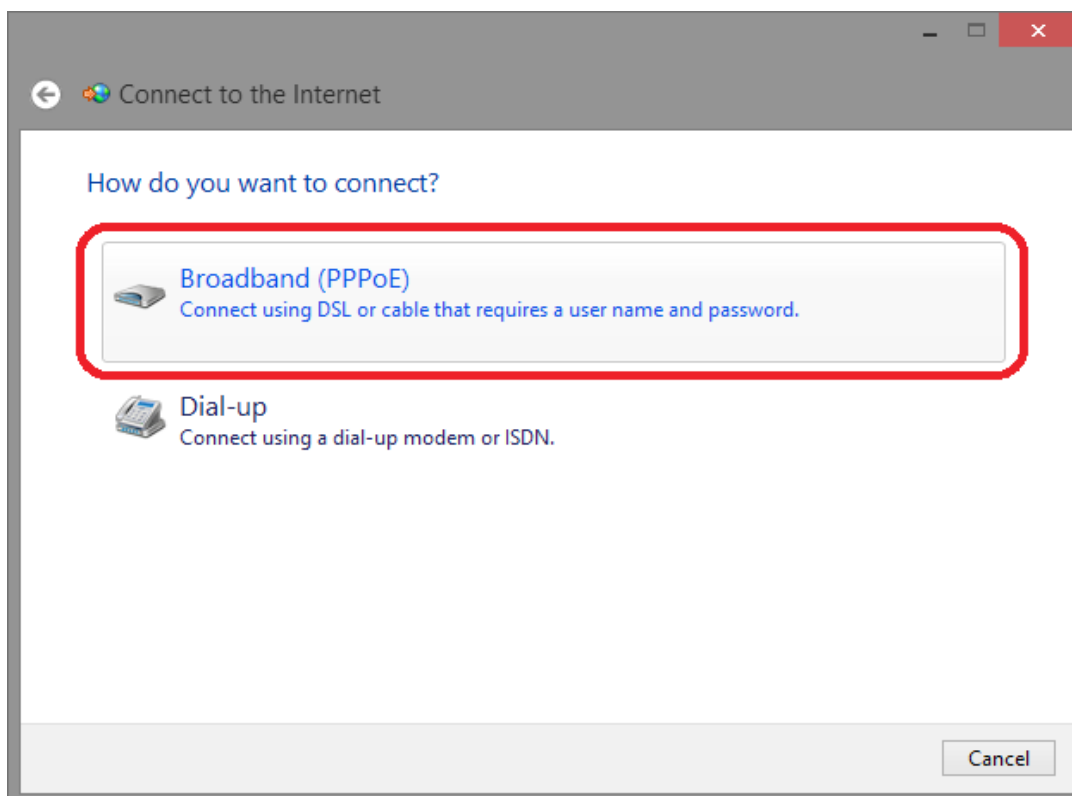 Connect to the Internet
How do you want to connect?
Broadband (PPPoE)
Connect using DSL or cable that requires a user name and password.
Dial-up
Connect using a dial-up modem or ISDN.
Cancel